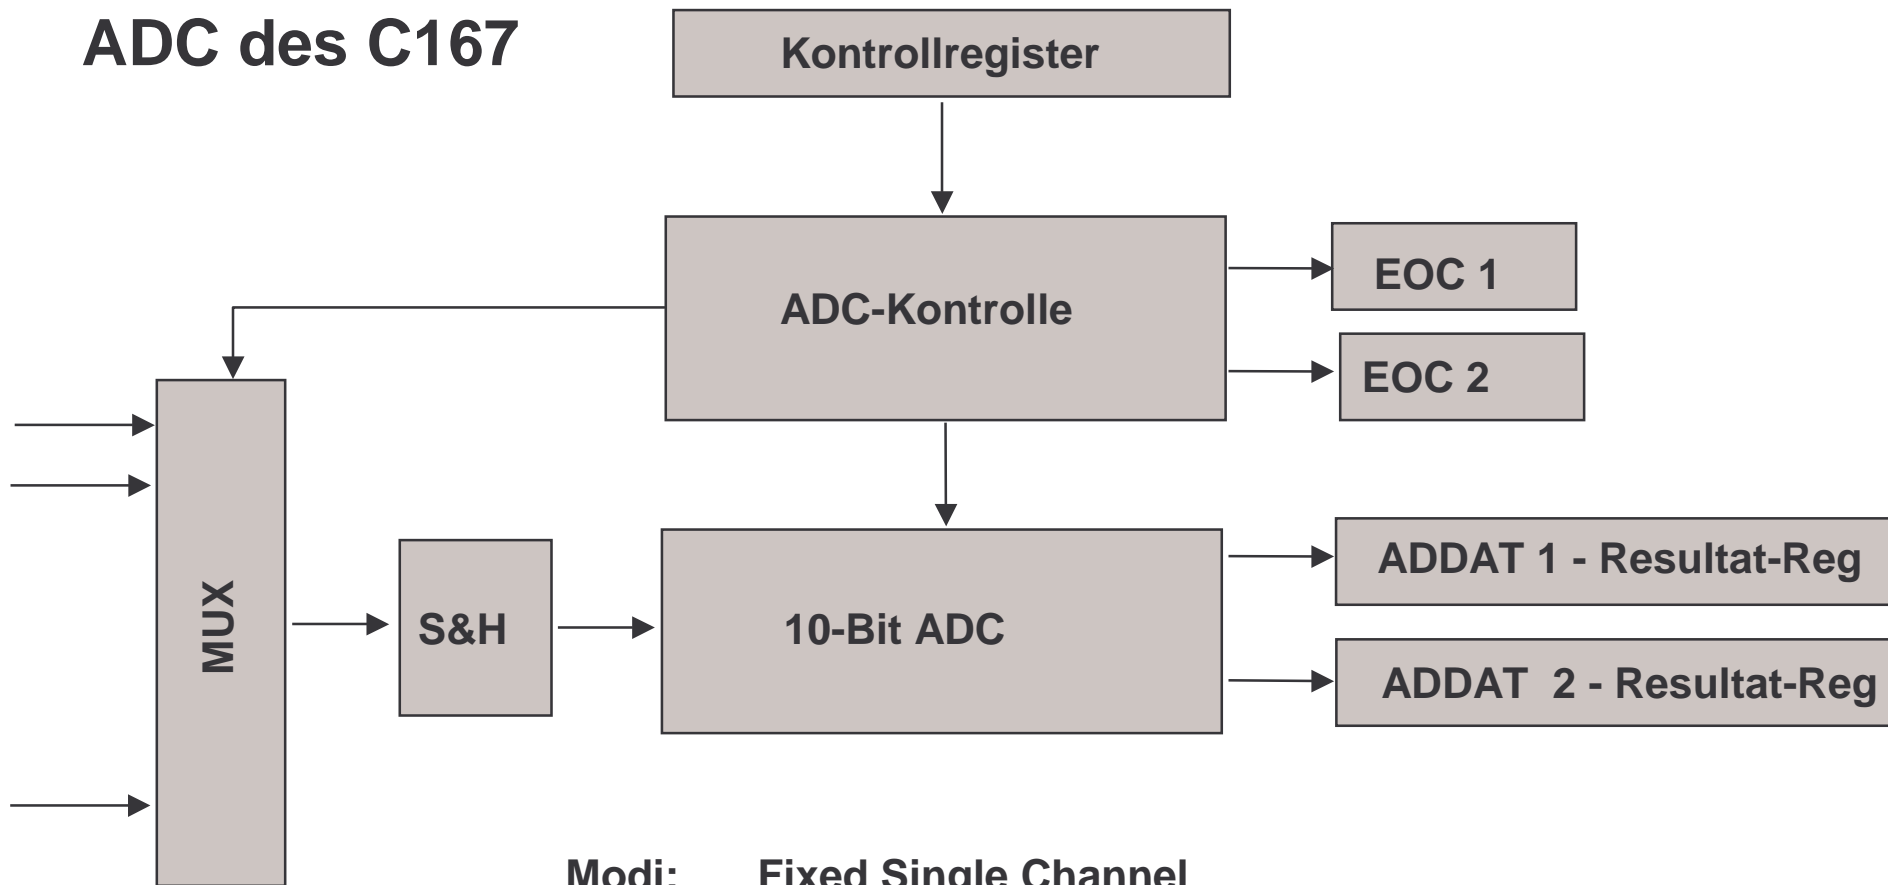 ADC des C167
Kontrollregister
ADC-Kontrolle
EOC 1
EOC 2
MUX
S&H
10-Bit ADC
ADDAT 1 - Resultat-Reg
ADDAT 2 - Resultat-Reg
Modi: Fixed Single Channel